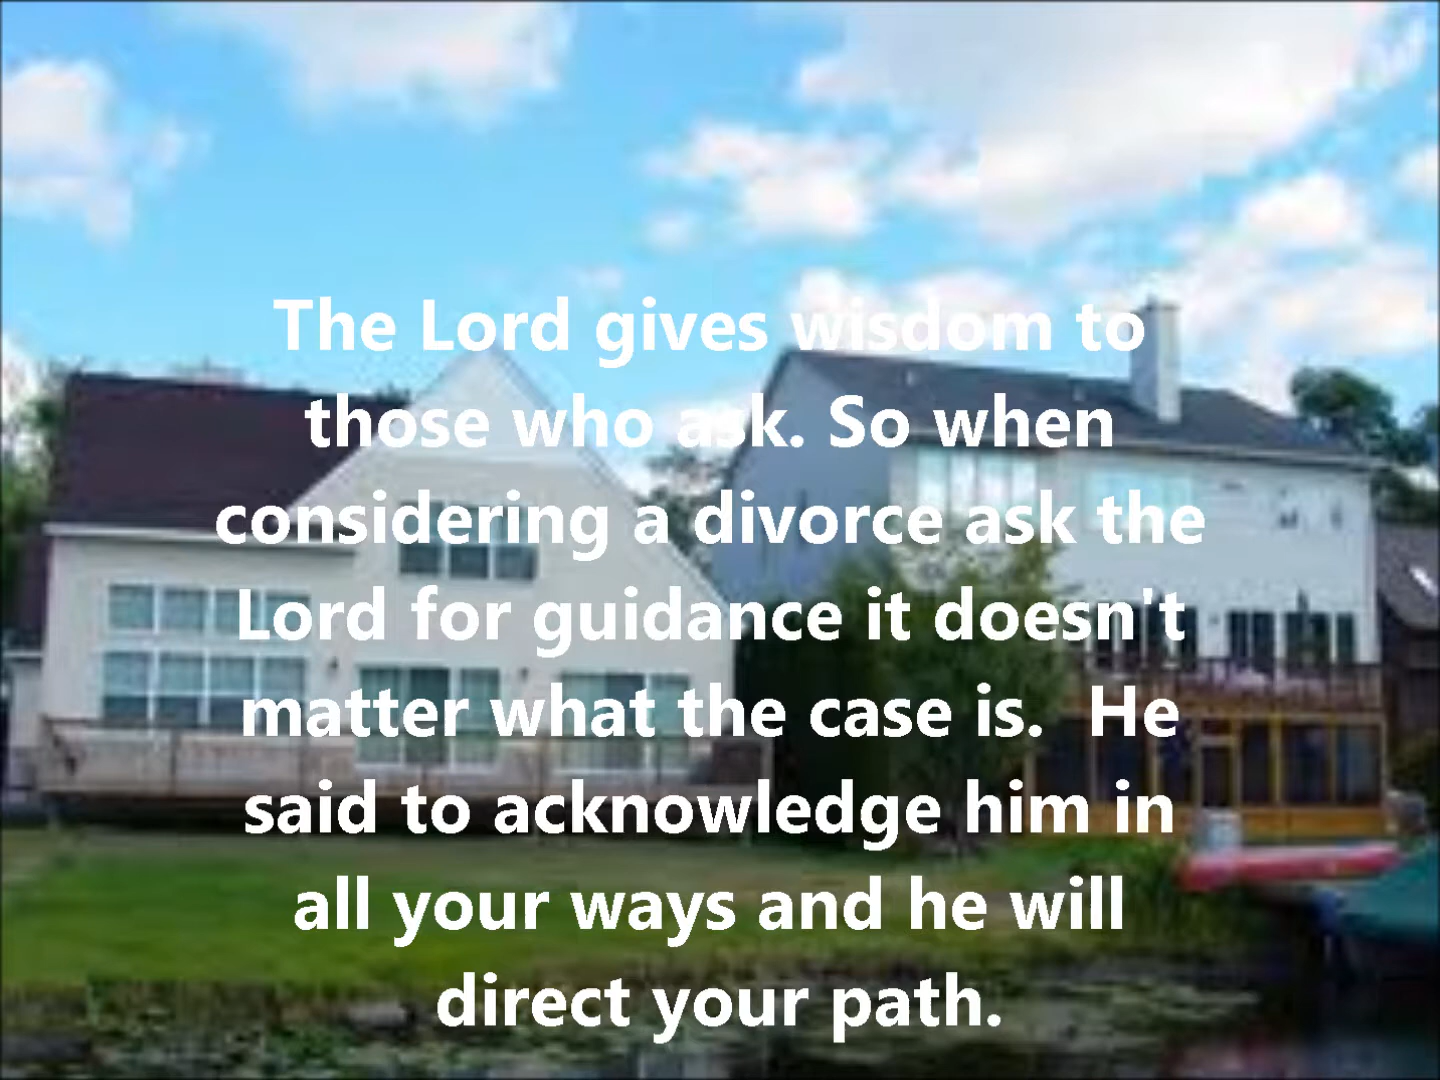 The Lord gives wisdom to
those who ask. So when
considering a divorce ask the
Lord for guidance it doesn't
matter what the case is.  He
said to acknowledge him in
all your ways and he will
direct your path.